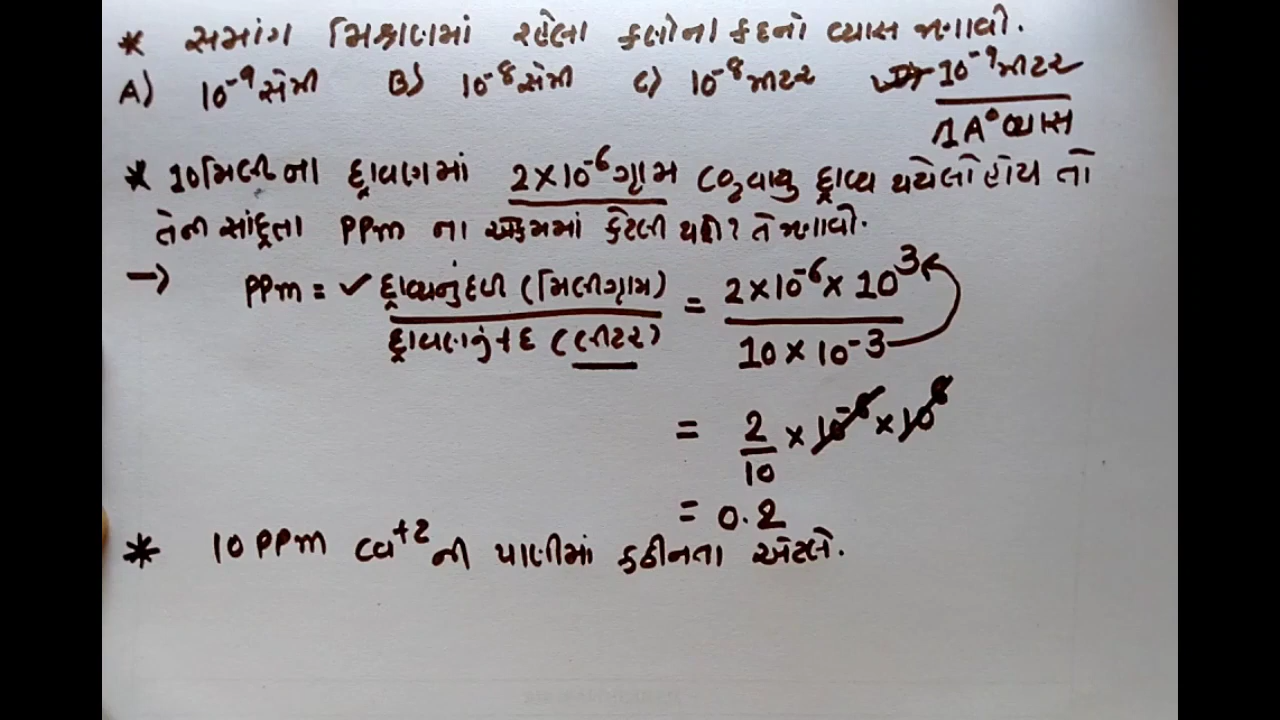 * સમાંગ મિશ્રણમાં રહેલા કણોના કદનો વ્યાસ જણાવો.
A) 10⁻⁹ સેમી B) 10⁻⁸ સેમી C) 10⁻⁸ મીટર D) 10⁻⁹ મીટર
1A° વ્યાસ
* 10 મિલી ના દ્રાવણમાં 2×10⁻⁶ ગ્રામ CO₂ વાયુ દ્રાવ્ય થયેલો હોય તો
તેની સાંદ્રતા PPm ના એકમમાં કેટલી થશે? તે જણાવો.
→ PPm = ✓ દ્રાવ્યનું દળ (મિલીગ્રામ) / દ્રાવણનું કદ (લીટર) = 2×10⁻⁶ × 10³ / 10 × 10⁻³
= 2/10 × 10⁻⁶ × 10⁶
= 0.2
* 10 PPm Ca⁺² ની પાણીમાં કઠીનતા એટલે.